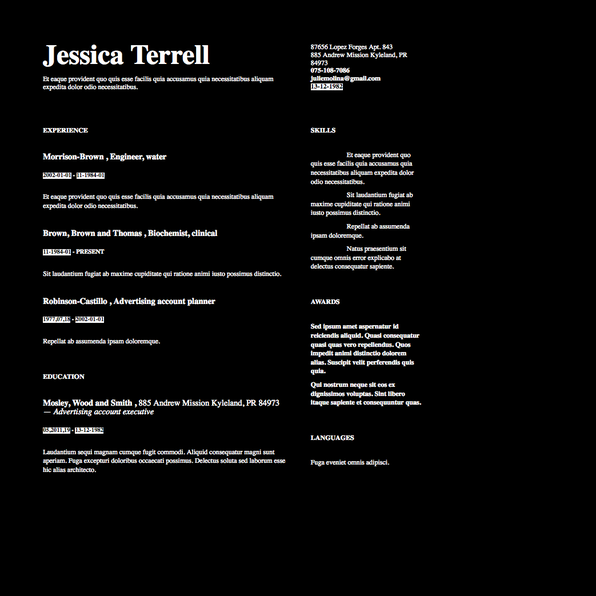 Jessica Terrell
Et eaque provident quo quis esse facilis quia accusamus quia necessitatibus aliquam
expedita dolor odio necessitatibus.
87656 Lopez Forges Apt. 843
885 Andrew Mission Kyleland, PR
84973
075-108-7086
juliemolina@gmail.com
13-12-1982
EXPERIENCE
Morrison-Brown , Engineer, water
2002-01-01 - 11-1984-01
Et eaque provident quo quis esse facilis quia accusamus quia necessitatibus aliquam
expedita dolor odio necessitatibus.
Brown, Brown and Thomas , Biochemist, clinical
11-1984-01 - PRESENT
Sit laudantium fugiat ab maxime cupiditate qui ratione animi iusto possimus distinctio.
Robinson-Castillo , Advertising account planner
1977.07.18 - 2002-01-01
Repellat ab assumenda ipsam doloremque.
EDUCATION
Mosley, Wood and Smith , 885 Andrew Mission Kyleland, PR 84973
— Advertising account executive
05.2011.19 - 13-12-1982
Laudantium sequi magnam cumque fugit commodi. Aliquid consequatur magni sunt
aperiam. Fuga excepturi doloribus occaecati possimus. Delectus soluta sed laborum esse
hic alias architecto.
SKILLS
Et eaque provident quo
quis esse facilis quia accusamus quia
necessitatibus aliquam expedita dolor
odio necessitatibus.
Sit laudantium fugiat ab
maxime cupiditate qui ratione animi
iusto possimus distinctio.
Repellat ab assumenda
ipsam doloremque.
Natus praesentium sit
cumque omnis error explicabo at
delectus consequatur sapiente.
AWARDS
Sed ipsum amet aspernatur id
reiciendis aliquid. Quasi consequatur
quasi quas vero repellendus. Quos
impedit animi distinctio dolorem
alias. Suscipit velit perferendis quis
quia.
Qui nostrum neque sit eos ex
dignissimos voluptas. Sint libero
itaque sapiente et consequuntur quas.
LANGUAGES
Fuga eveniet omnis adipisci.